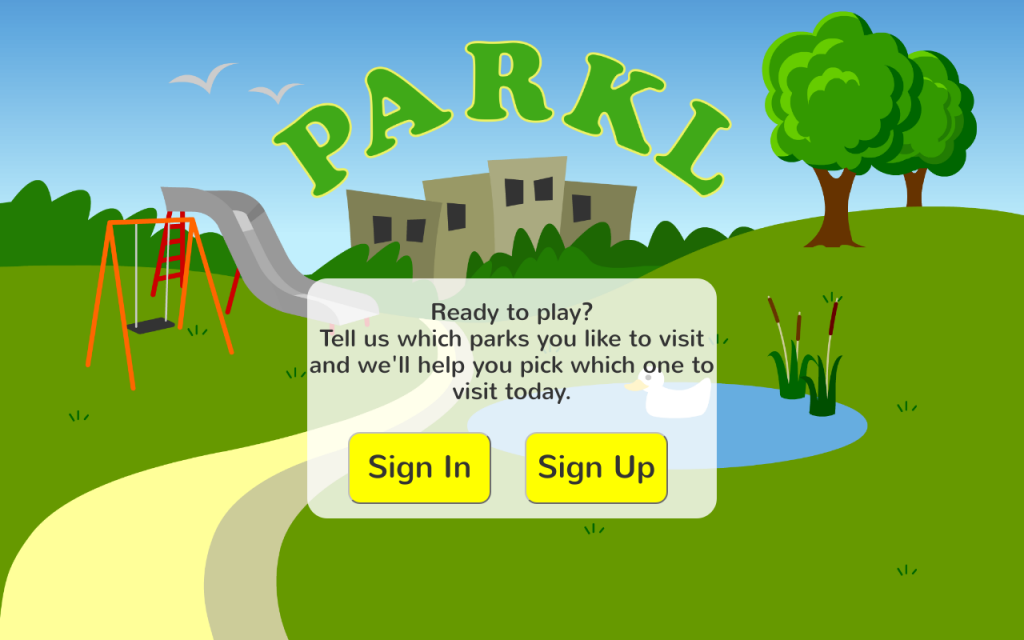 PARKL
Ready to play?
Tell us which parks you like to visit
and we'll help you pick which one to
visit today.
Sign In
Sign Up